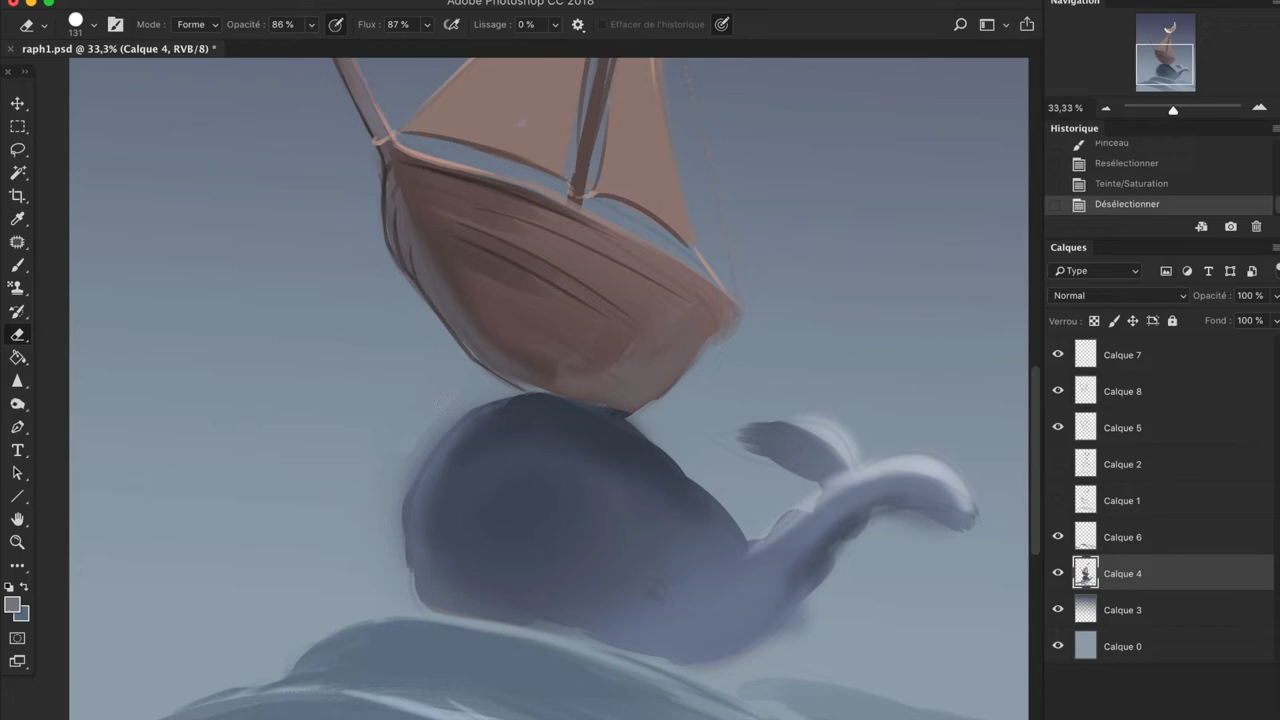 Adobe Photoshop CC 2018
Mode : Forme Opacité : 86 % Flux : 87 % Lissage : 0 % Effacer de l'historique
131
raph1.psd @ 33,3% (Calque 4, RVB/8) *
Navigation
33,33 %
Historique
Pinceau
Resélectionner
Teinte/Saturation
Désélectionner
Calques
Type
Normal Opacité : 100 %
Verrou : Fond : 100 %
Calque 7
Calque 8
Calque 5
Calque 2
Calque 1
Calque 6
Calque 4
Calque 3
Calque 0